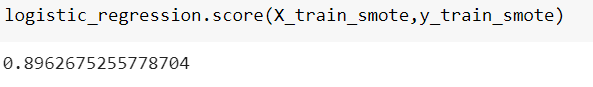 logistic_regression.score(X_train_smote,y_train_smote)
0.8962675255778704